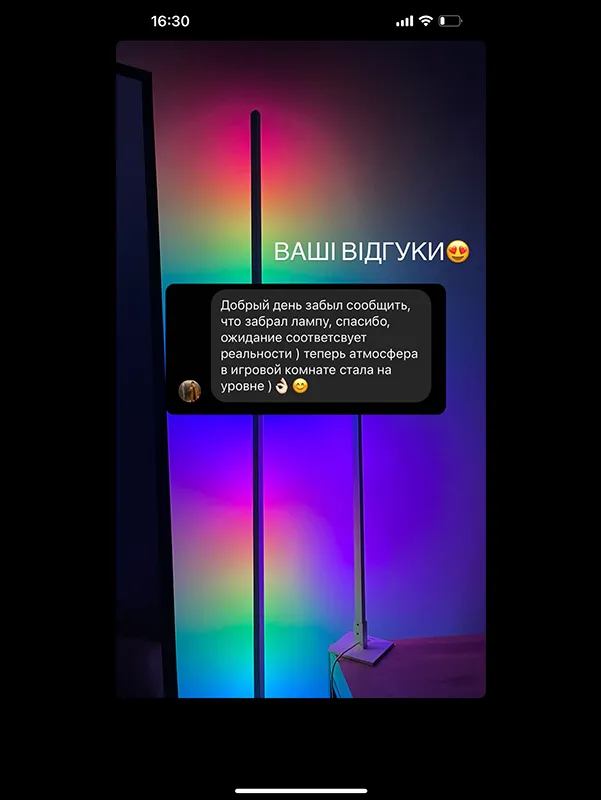 16:30
ВАШІ ВІДГУКИ😍
Добрый день забыл сообщить,
что забрал лампу, спасибо,
ожидание соответсвует
реальности ) теперь атмосфера
в игровой комнате стала на
уровне )👌🏻😊